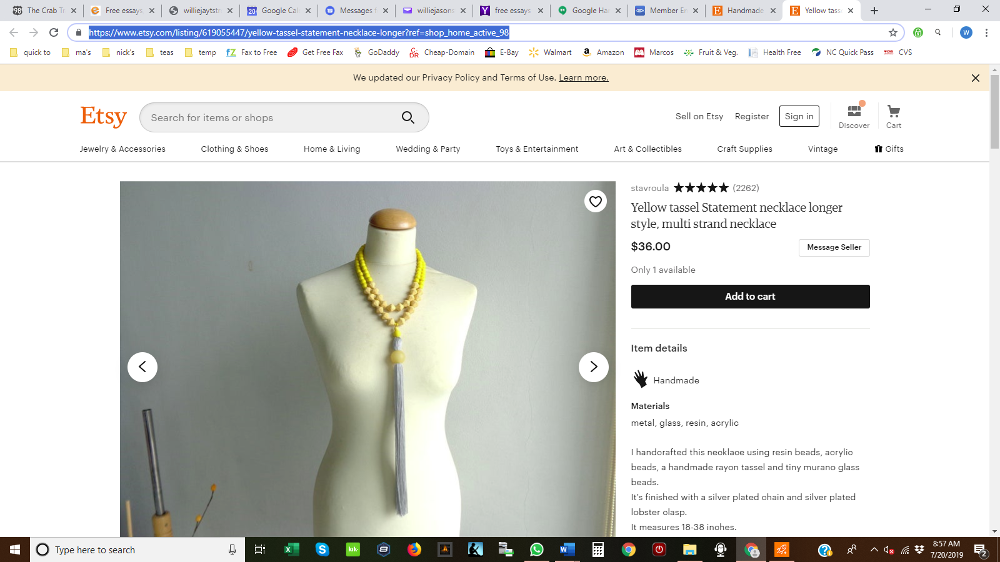 The Crab Tr
Free essays,
williejaytstr
Google Cal
Messages f
williejasons
free essays
Google Ha
Member En
Handmade
Yellow tass
https://www.etsy.com/listing/619055447/yellow-tassel-statement-necklace-longer?ref=shop_home_active_98
W
quick to
ma's
nick's
teas
temp
Fax to Free
Get Free Fax
GoDaddy
Cheap-Domain
E-Bay
Walmart
Amazon
Marcos
Fruit & Veg.
Health Free
NC Quick Pass
CVS
We updated our Privacy Policy and Terms of Use. Learn more.
Etsy
Search for items or shops
Sell on Etsy
Register
Sign in
Discover
Cart
Jewelry & Accessories
Clothing & Shoes
Home & Living
Wedding & Party
Toys & Entertainment
Art & Collectibles
Craft Supplies
Vintage
Gifts
stavroula ★★★★★ (2262)
Yellow tassel Statement necklace longer
style, multi strand necklace
$36.00
Message Seller
Only 1 available
Add to cart
Item details
Handmade
Materials
metal, glass, resin, acrylic
I handcrafted this necklace using resin beads, acrylic
beads, a handmade rayon tassel and tiny murano glass
beads.
It's finished with a silver plated chain and silver plated
lobster clasp.
It measures 18-38 inches.
Type here to search
kik
8:57 AM
7/20/2019
2